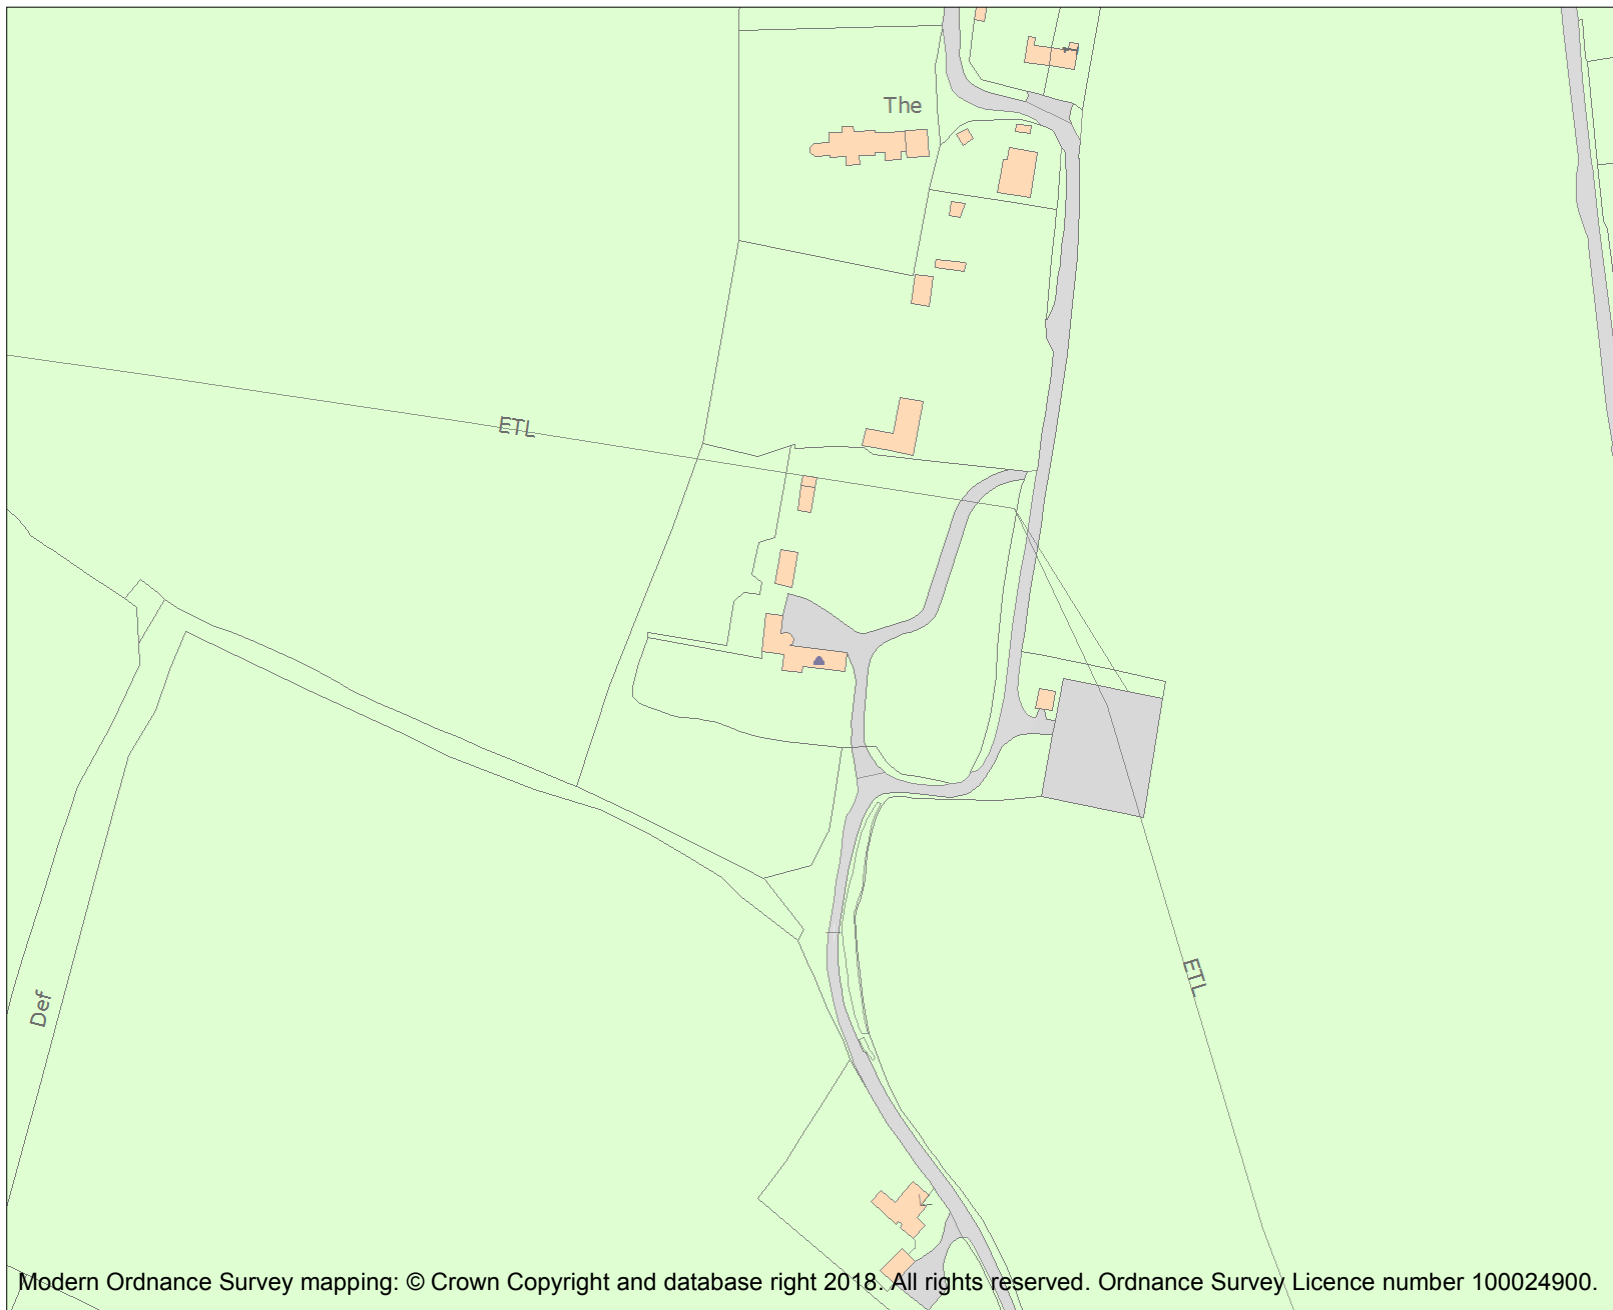 The
ETL
ETL
Def
Modern Ordnance Survey mapping: © Crown Copyright and database right 2018. All rights reserved. Ordnance Survey Licence number 100024900.